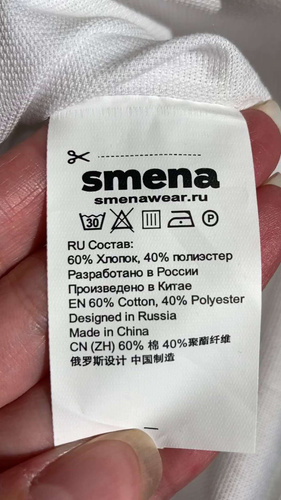 smena
smenawear.ru
30 P
RU Состав:
60% Хлопок, 40% полиэстер
Разработано в России
Произведено в Китае
EN 60% Cotton, 40% Polyester
Designed in Russia
Made in China
CN (ZH) 60% 棉 40%聚酯纤维
俄罗斯设计 中国制造